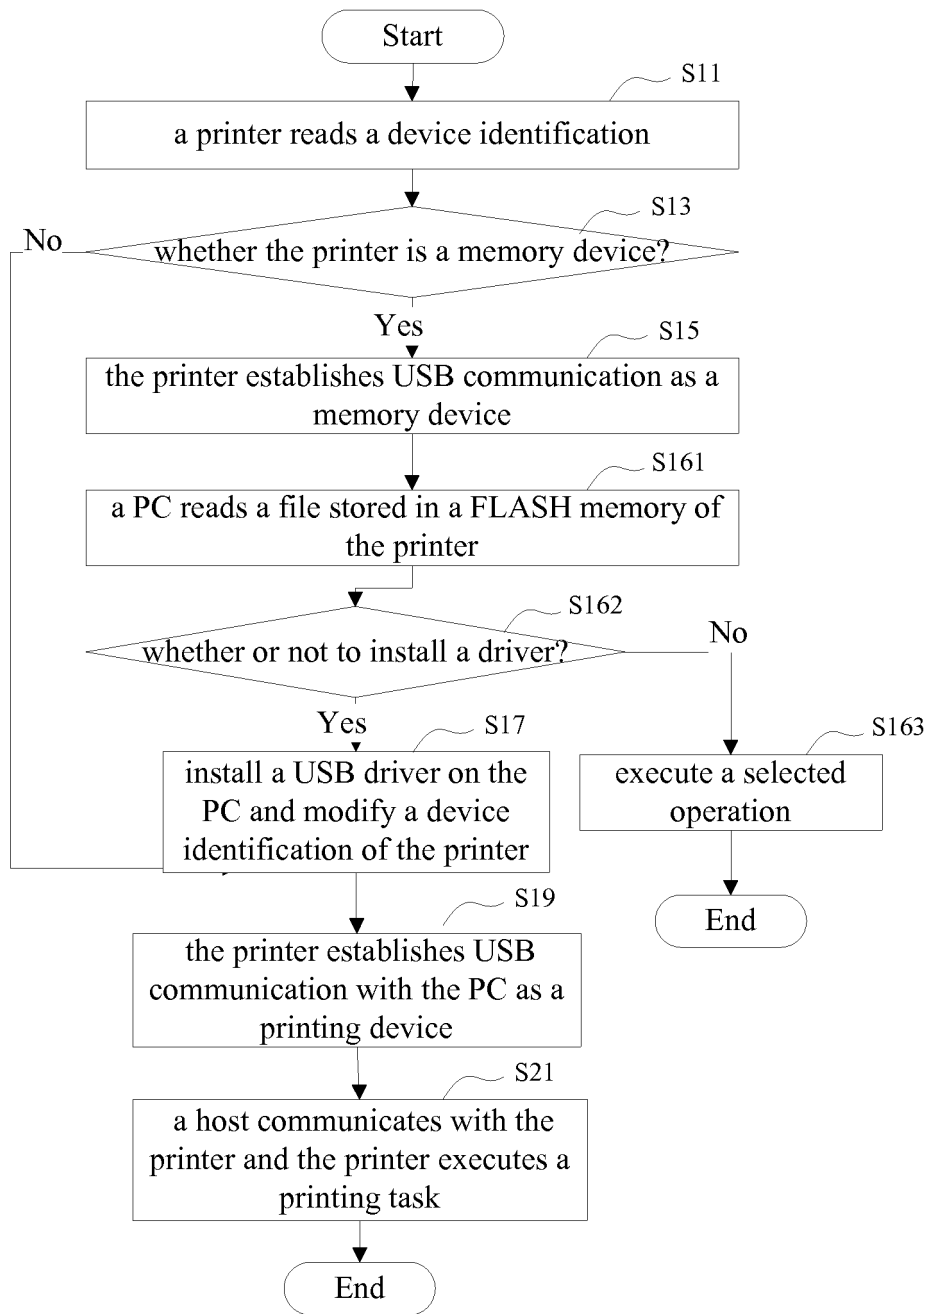 Start
S11
a printer reads a device identification
S13
No
whether the printer is a memory device?
Yes
S15
the printer establishes USB communication as a
memory device
S161
a PC reads a file stored in a FLASH memory of
the printer
S162
No
whether or not to install a driver?
Yes
S17
S163
install a USB driver on the
PC and modify a device
identification of the printer
execute a selected
operation
S19
End
the printer establishes USB
communication with the PC as a
printing device
S21
a host communicates with the
printer and the printer executes a
printing task
End